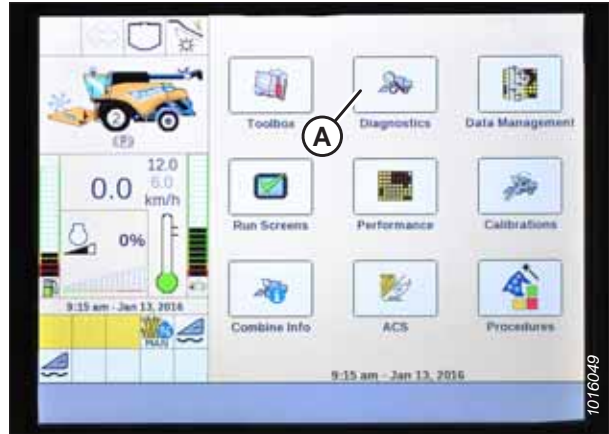 2
(P)
12.0
0.0 6.0
km/h
0%
9:15 am - Jan 13, 2016
MAN
Toolbox
Diagnostics
Data Management
A
Run Screens
Performance
Calibrations
Combine Info
ACS
Procedures
9:15 am - Jan 13, 2016
1016049